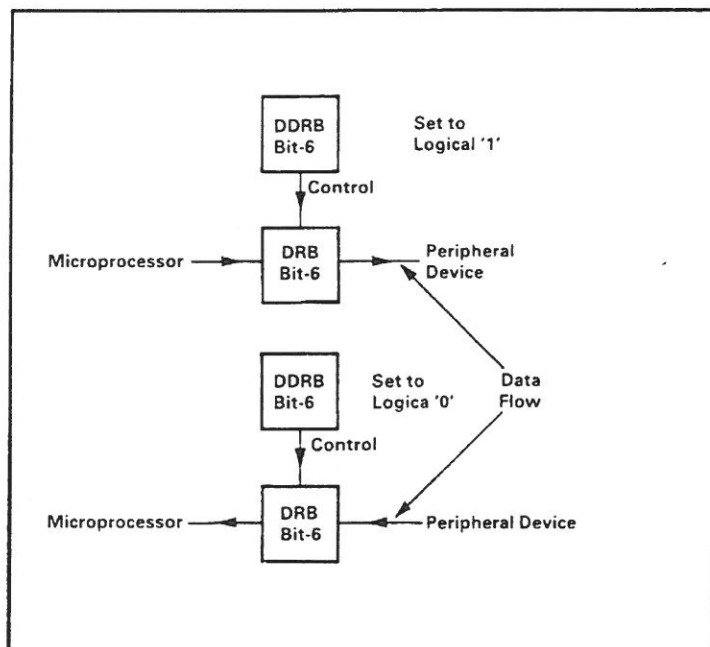 DDRB
Bit-6
Set to
Logical '1'
Control
Microprocessor
DRB
Bit-6
Peripheral
Device
DDRB
Bit-6
Set to
Logica '0'
Data
Flow
Control
Microprocessor
DRB
Bit-6
Peripheral Device